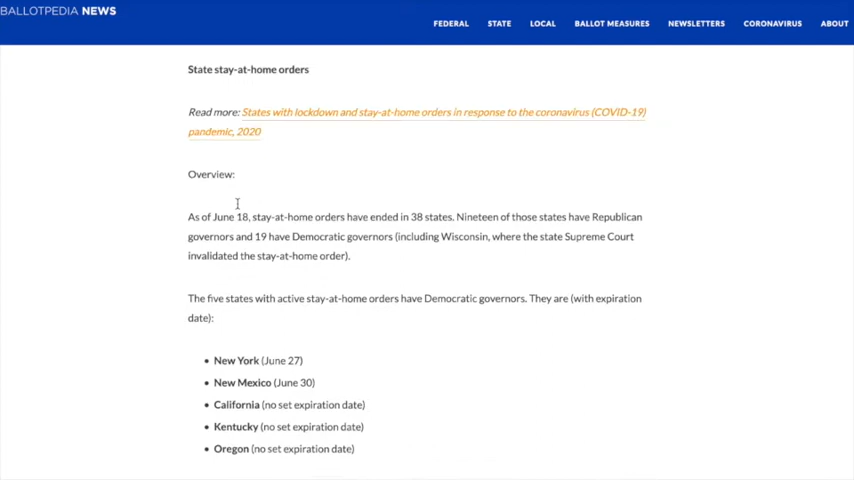 BALLOTPEDIA NEWS
FEDERAL STATE LOCAL BALLOT MEASURES NEWSLETTERS CORONAVIRUS ABOUT
State stay-at-home orders
Read more: States with lockdown and stay-at-home orders in response to the coronavirus (COVID-19)
pandemic, 2020
Overview:
As of June 18, stay-at-home orders have ended in 38 states. Nineteen of those states have Republican
governors and 19 have Democratic governors (including Wisconsin, where the state Supreme Court
invalidated the stay-at-home order).
The five states with active stay-at-home orders have Democratic governors. They are (with expiration
date):
• New York (June 27)
• New Mexico (June 30)
• California (no set expiration date)
• Kentucky (no set expiration date)
• Oregon (no set expiration date)